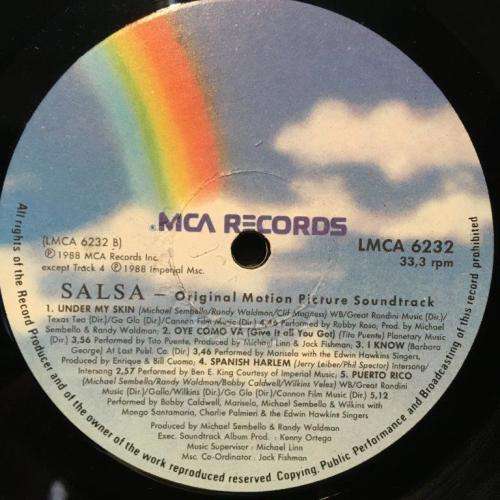 MCA RECORDS
(LMCA 6232 B)
℗ 1988 MCA Records Inc.
except Track 4 ℗ 1988 Imperial Msc.
LMCA 6232
33,3 rpm
SALSA – Original Motion Picture Soundtrack
1. UNDER MY SKIN (Michael Sembello/Randy Waldman/Cliff Magness) WB/Great Rondini Music (Dir.)/
Texas Tea (Dir.)/Go Glo (Dir.)/Cannon Film Music (Dir.) 4,46 Performed by Robby Roso, Prod. by Michael
Sembello & Randy Waldman 2. OYE COMO VA (Give it all You Got) (Tito Puente) Planetary Music
(Dir.) 3,56 Performed by Tito Puente, Produced by Michael Linn & Jock Fishman. 3. I KNOW (Barbara
George) At Last Publ. Co. (Dir.) 3,46 Performed by Marisela with the Edwin Hawkins Singers,
Produced by Enrique & Bill Cuomo, 4. SPANISH HARLEM (Jerry Leiber/Phil Spector) Intersong/
Intersong 2,57 Performed by Ben E. King Courtesy of Imperial Music. 5. PUERTO RICO
(Michael Sembello/Randy Waldman/Bobby Caldwell/Wilkins Velez) WB/Great Rondini
Music/Gallo/Wilkins (Dir.)/Go Glo (Dir.)/Cannon Film Music (Dir.) 5,12
Performed by Bobby Caldwell, Marisela, Michael Sembello & Wilkins with
Mongo Santamaria, Charlie Palmieri & the Edwin Hawkins Singers
Produced by Michael Sembello & Randy Waldman
Exec. Soundtrack Album Prod. : Kenny Ortega
Music Supervisor : Michael Linn
Msc. Co-Ordinator : Jack Fishman
All rights of the Record Producer and of the owner of the work reproduced reserved Copying, Public Performance and Broadcasting of this record prohibited